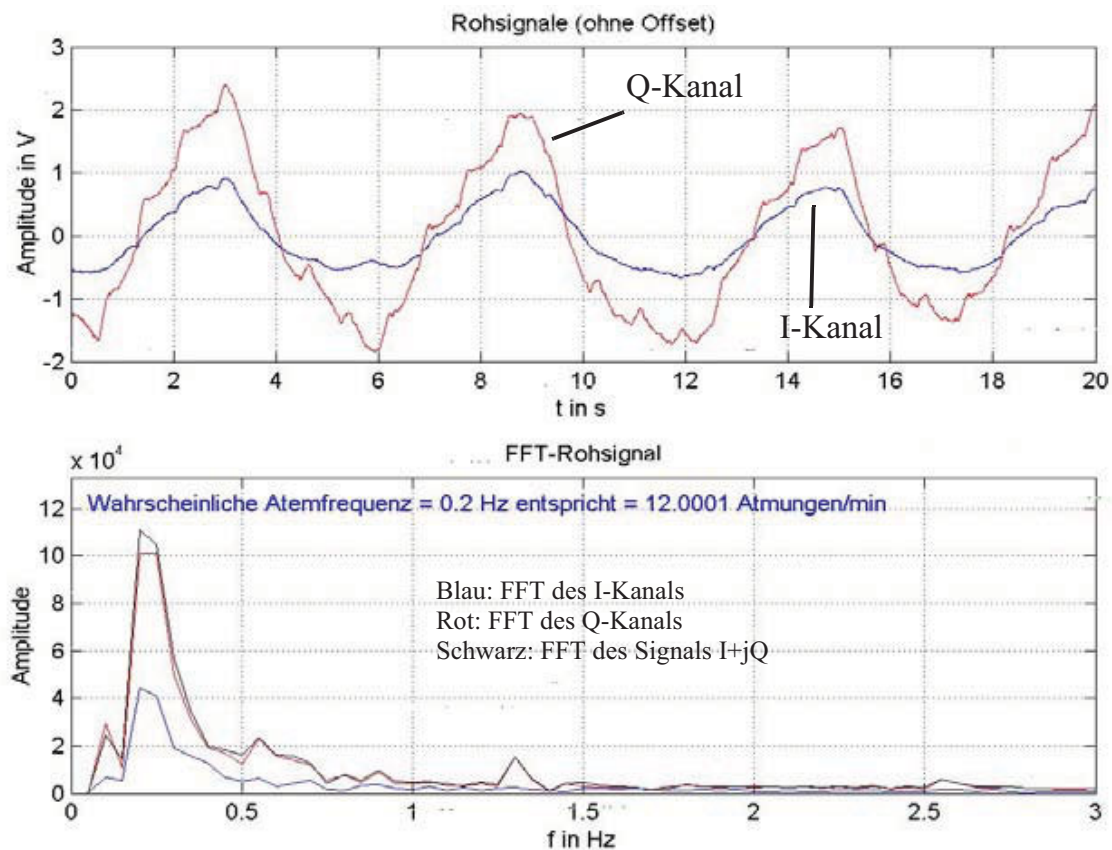 Rohsignale (ohne Offset)
3
2
1
0
-1
-2
Amplitude in V
Q-Kanal
I-Kanal
0
2
4
6
8
10
12
14
16
18
20
t in s
x 10^4
FFT-Rohsignal
Wahrscheinliche Atemfrequenz = 0.2 Hz entspricht = 12.0001 Atmungen/min
12
10
8
6
4
2
0
Amplitude
Blau: FFT des I-Kanals
Rot: FFT des Q-Kanals
Schwarz: FFT des Signals I+jQ
0
0.5
1
1.5
2
2.5
3
f in Hz